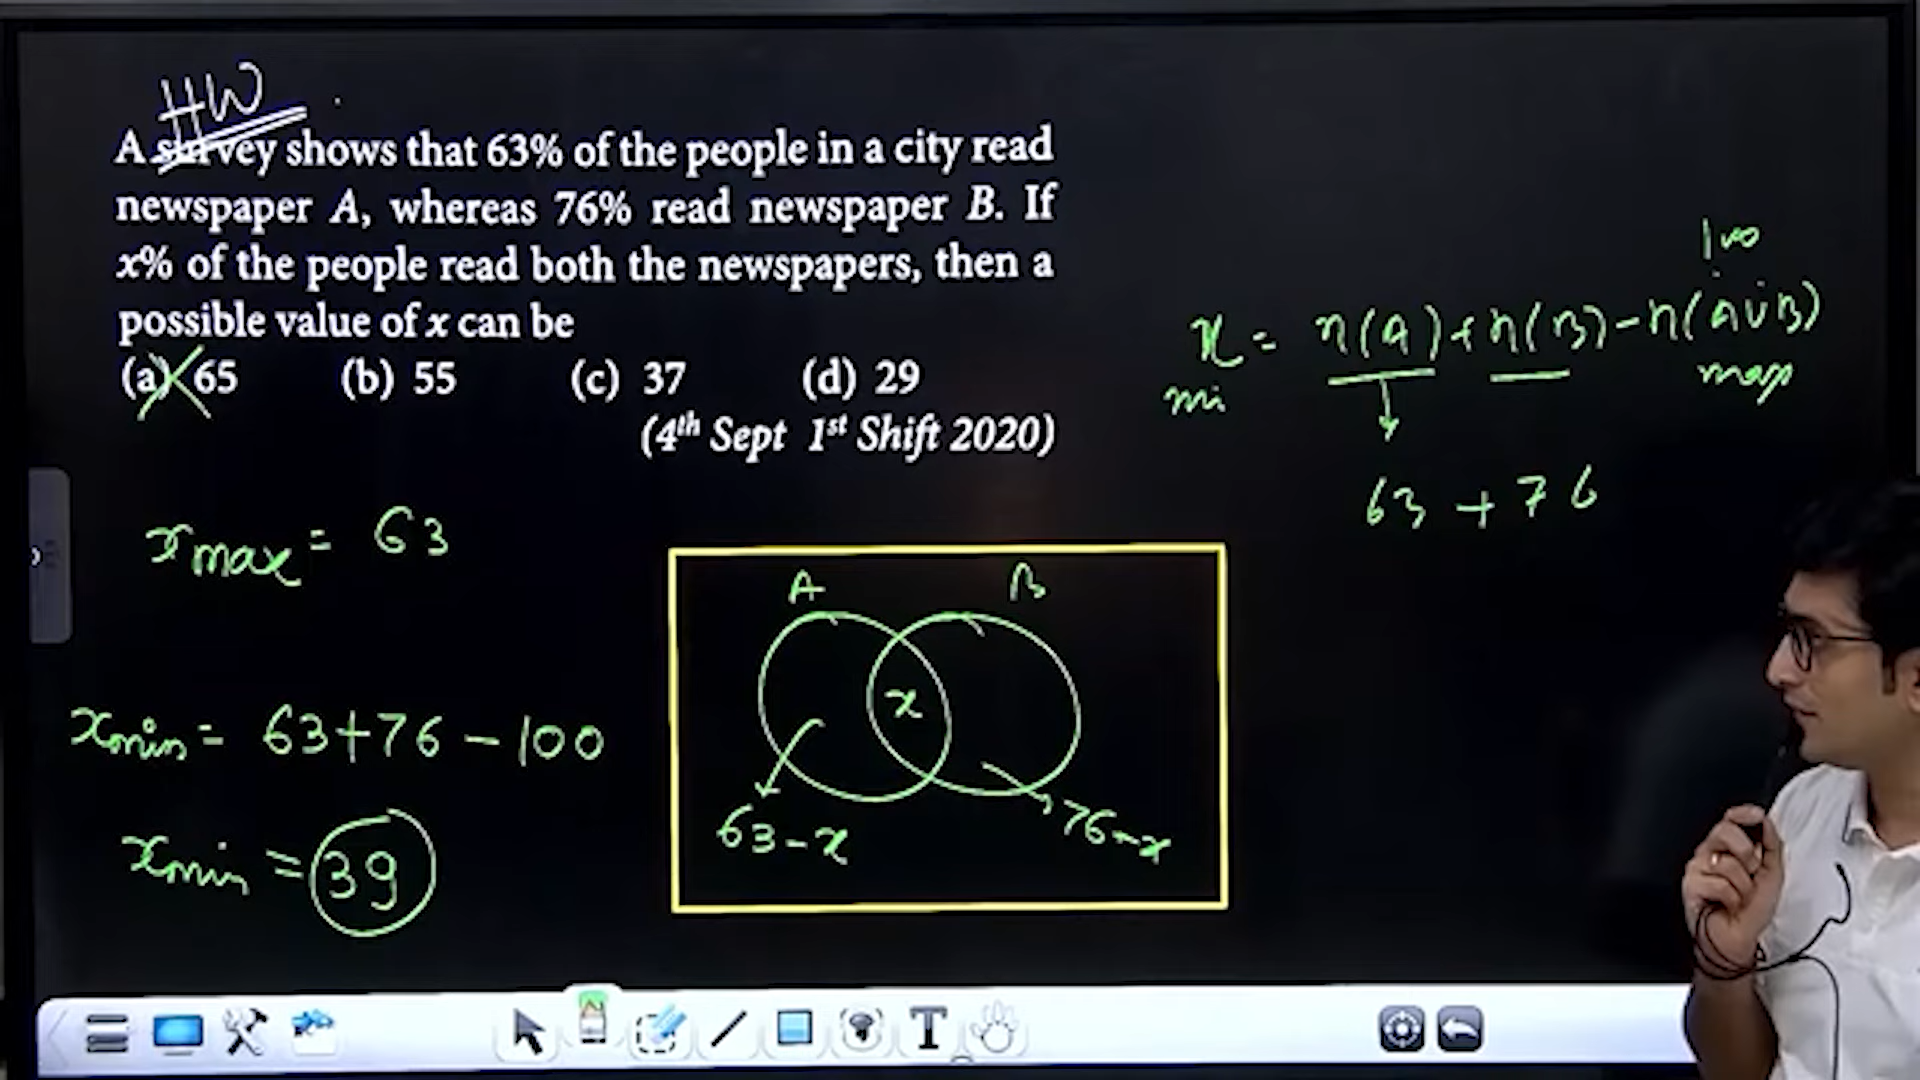 HW
A survey shows that 63% of the people in a city read
newspaper A, whereas 76% read newspaper B. If
x% of the people read both the newspapers, then a
possible value of x can be
(a) 65 (b) 55 (c) 37 (d) 29
(4th Sept 1st Shift 2020)
xmax = 63
xmin = 63+76-100
xmin = 39
A B
x
63-x
76-x
100
x = n(A)+n(B)-n(A∪B)
mi max
63 + 76
T